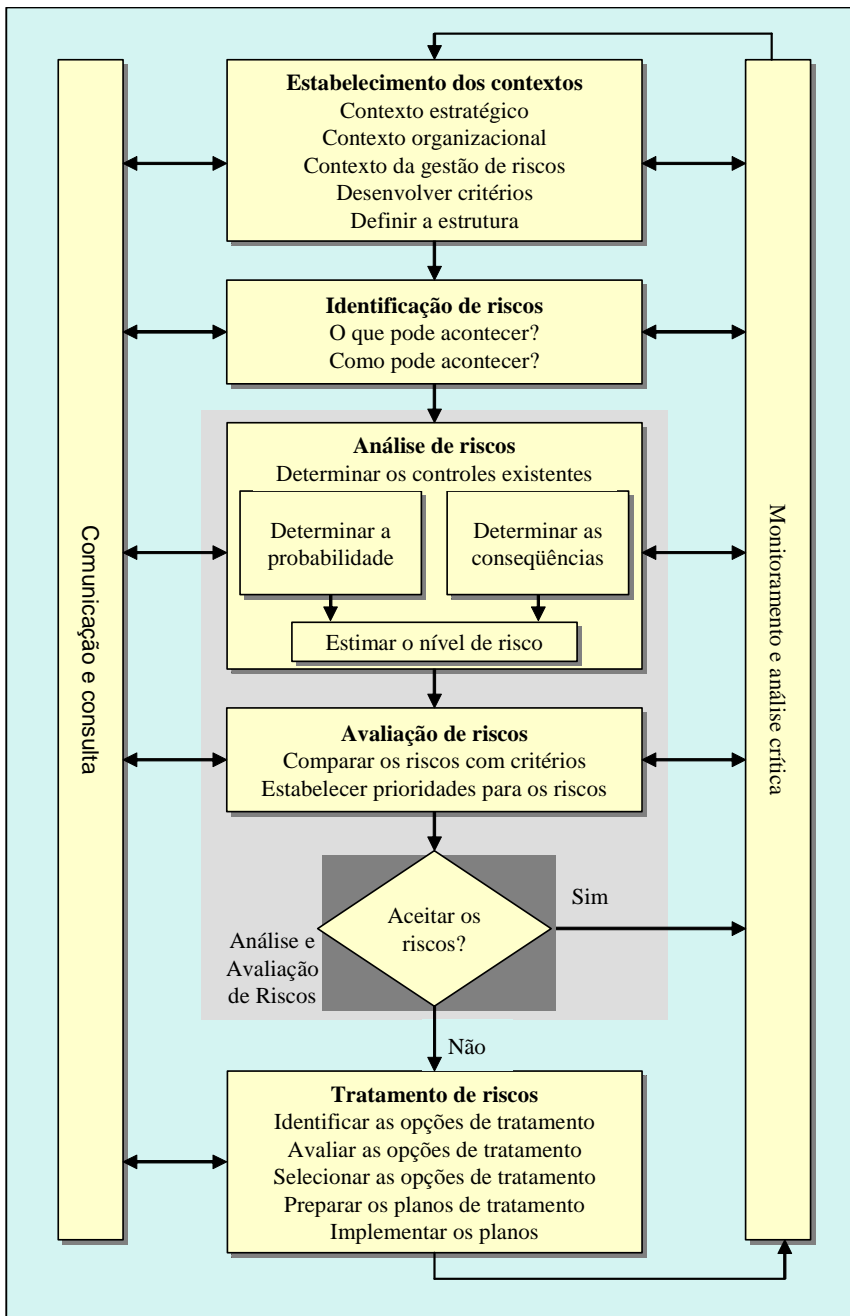 Estabelecimento dos contextos
Contexto estratégico
Contexto organizacional
Contexto da gestão de riscos
Desenvolver critérios
Definir a estrutura
Identificação de riscos
O que pode acontecer?
Como pode acontecer?
Análise de riscos
Determinar os controles existentes
Determinar a
probabilidade
Determinar as
conseqüências
Estimar o nível de risco
Avaliação de riscos
Comparar os riscos com critérios
Estabelecer prioridades para os riscos
Aceitar os
riscos?
Sim
Análise e
Avaliação
de Riscos
Não
Tratamento de riscos
Identificar as opções de tratamento
Avaliar as opções de tratamento
Selecionar as opções de tratamento
Preparar os planos de tratamento
Implementar os planos
Comunicação e consulta
Monitoramento e análise crítica